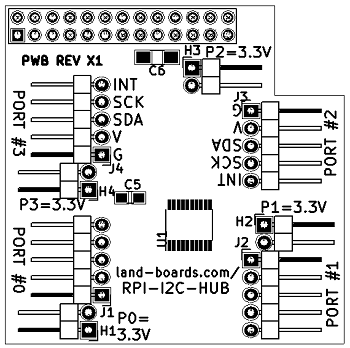 PWB REV X1
C6
H3
P2=3.3V
INT
SCK
SDA
V
G
PORT #3
J4
H4
P3=3.3V
J3
G
V
SDA
SCK
INT
PORT #2
C5
U1
P1=3.3V
H2
J2
PORT #1
PORT #0
land-boards.com/
RPI-I2C-HUB
J1
H1
P0=
3.3V